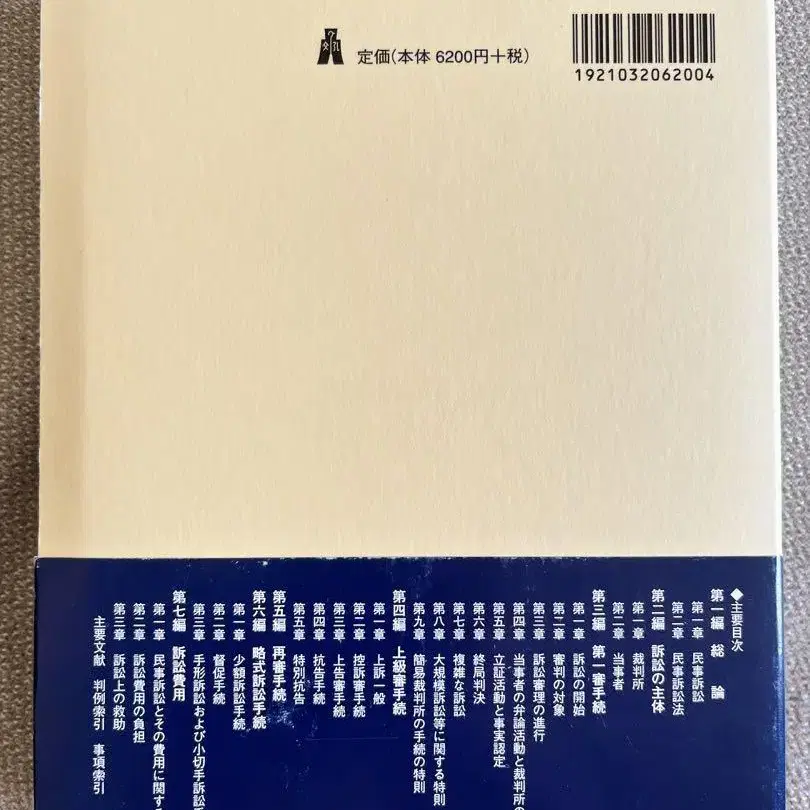 定価(本体 6200円+税)
1921032062004
◆主要目次
第一編 総 論
第一章 民事訴訟
第二章 民事訴訟法
第二編 訴訟の主体
第一章 裁判所
第二章 当事者
第三編 第一審手続
第一章 訴訟の開始
第二章 審判の対象
第三章 訴訟審理の進行
第四章 当事者の弁論活動と裁判所の
第五章 立証活動と事実認定
第六章 終局判決
第七章 複雑な訴訟
第八章 大規模訴訟等に関する特則
第九章 簡易裁判所の手続の特則
第四編 上級審手続
第一章 上訴一般
第二章 控訴審手続
第三章 上告審手続
第四章 抗告手続
第五章 特別抗告
第五編 再審手続
第六編 略式訴訟手続
第一章 少額訴訟手続
第二章 督促手続
第三章 手形訴訟および小切手訴訟
第七編 訴訟費用
第一章 民事訴訟とその費用に関す
第二章 訴訟費用の負担
第三章 訴訟上の救助
主要文献 判例索引 事項索引